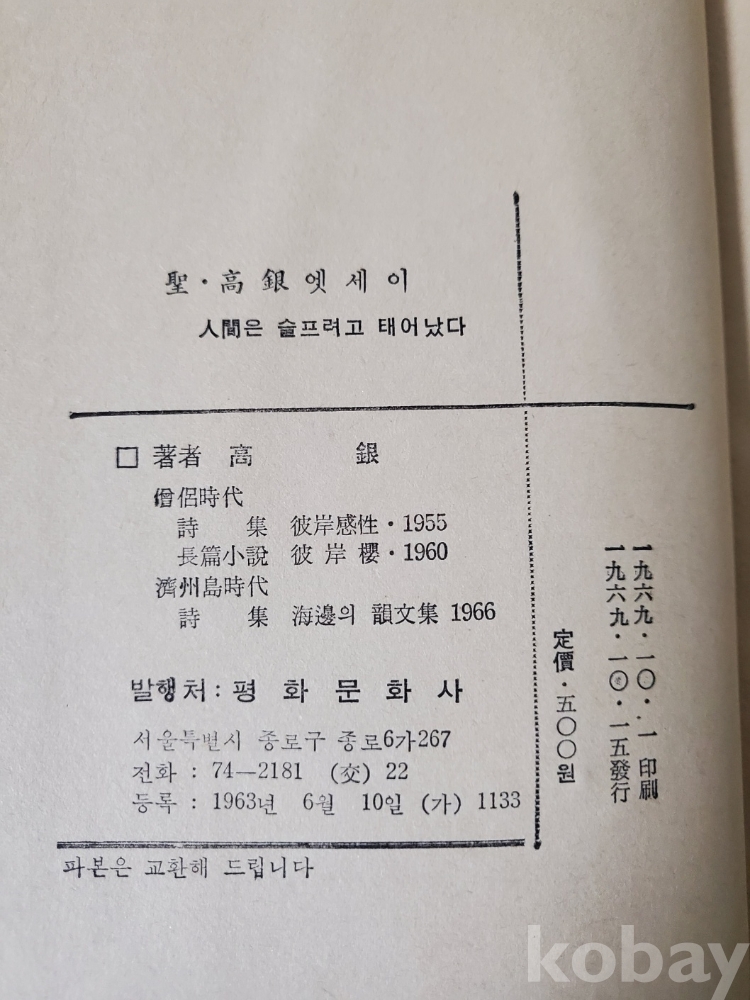 聖·高銀엣세이
人間은 슬프려고 태어났다
□ 著者 高 銀
僧侶時代
詩 集 彼岸感性·1955
長篇小說 彼岸櫻·1960
濟州島時代
詩 集 海邊의 韻文集 1966
발행처: 평화문화사
서울특별시 종로구 종로6가267
전화 : 74—2181 (交) 22
등록 : 1963년 6월 10일 (가) 1133
파본은 교환해 드립니다
一九六九·一〇·一 印刷
一九六九·一〇·一五發行
定價·五〇〇원
kobay